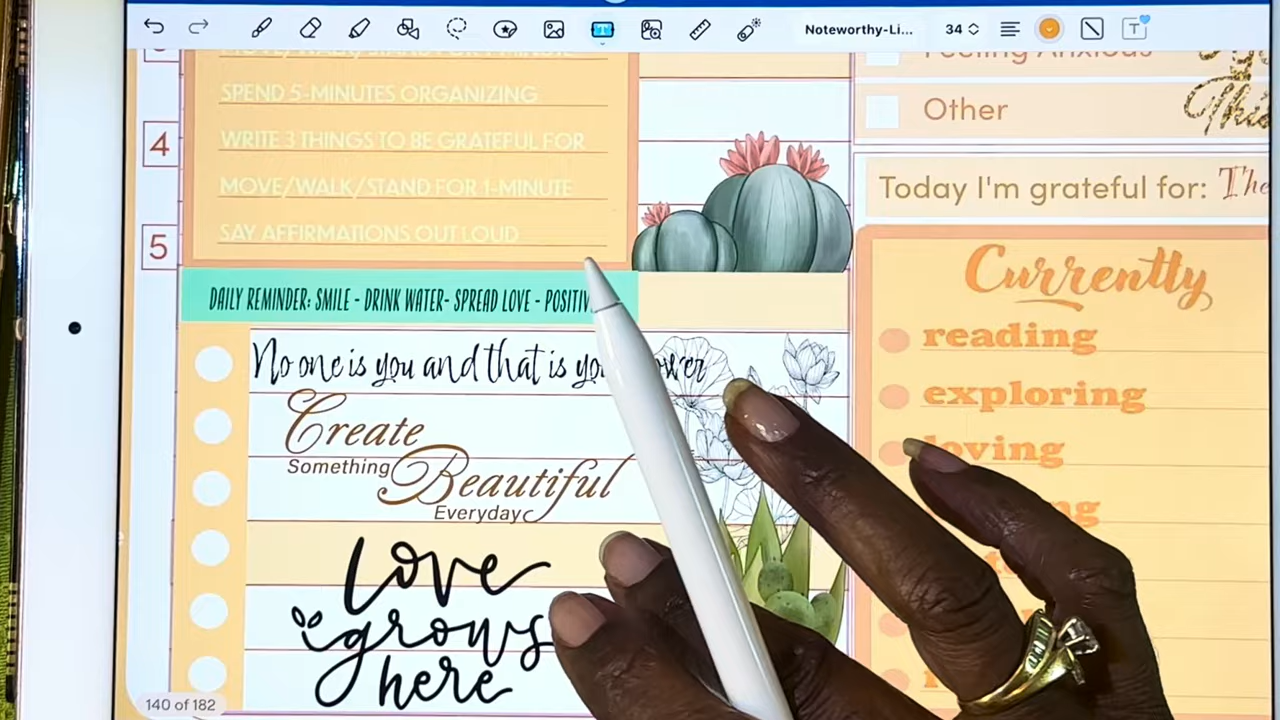 Noteworthy-Li... 34
SPEND 5-MINUTES ORGANIZING
4
WRITE 3 THINGS TO BE GRATEFUL FOR
MOVE/WALK/STAND FOR 1-MINUTE
5
SAY AFFIRMATIONS OUT LOUD
DAILY REMINDER: SMILE - DRINK WATER- SPREAD LOVE - POSITIV
No one is you and that is
Create
Something Beautiful
Everyday
love
grows
here
140 of 182
Feeling Anxious
Other
Today I'm grateful for: The
Currently
reading
exploring
loving